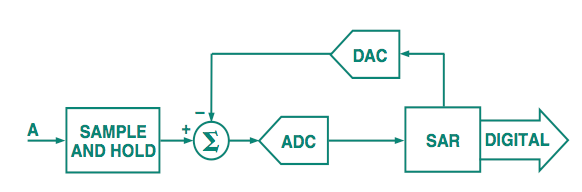 DAC
A
SAMPLE
AND HOLD
+
−
Σ
ADC
SAR
DIGITAL